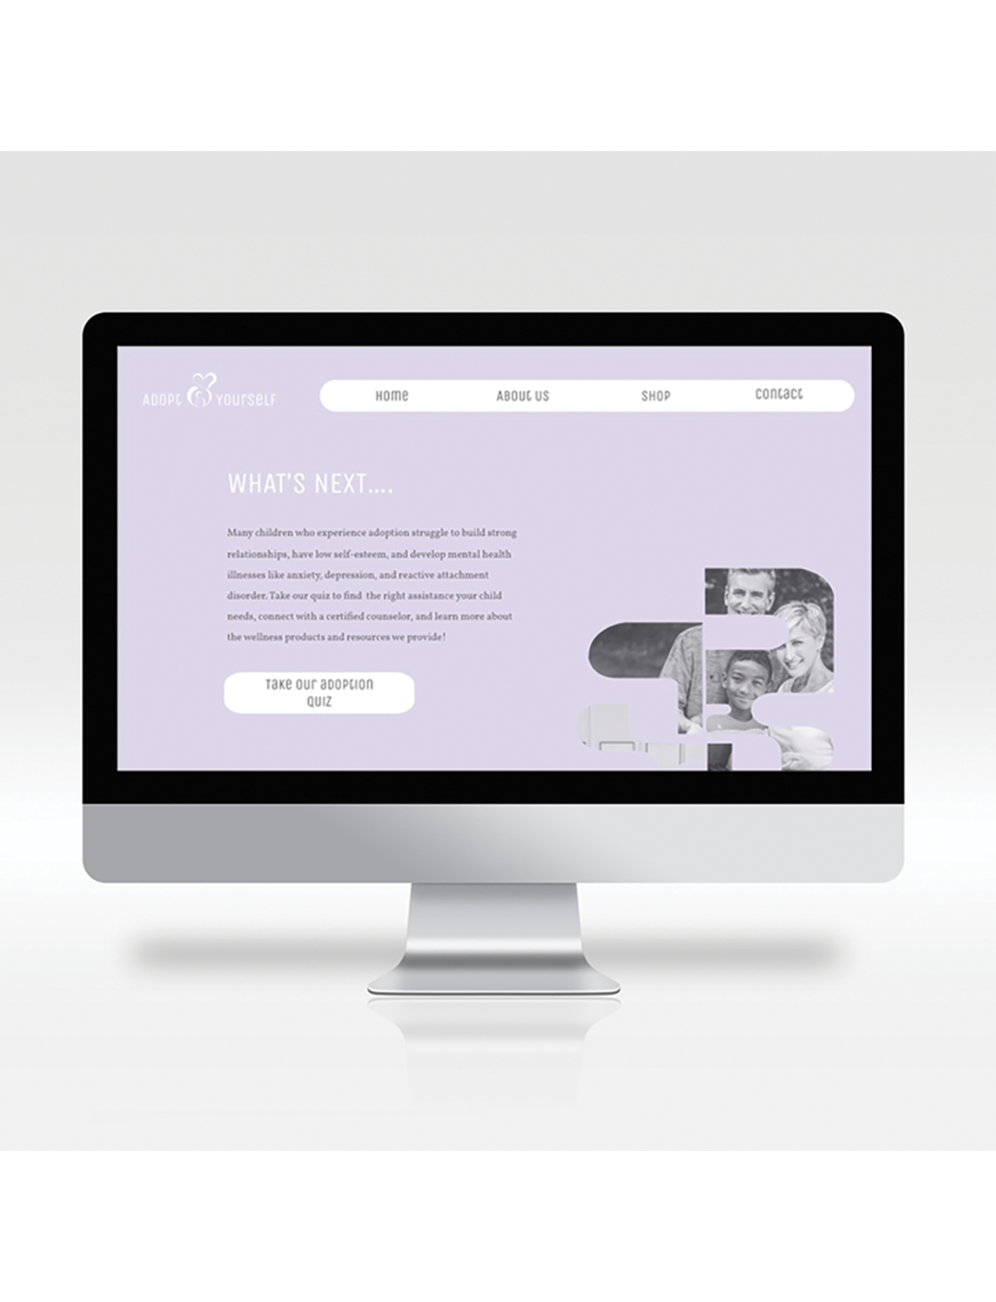 ADOPT YOURSELF
HOME ABOUT US SHOP CONTACT
WHAT'S NEXT....
Many children who experience adoption struggle to build strong
relationships, have low self-esteem, and develop mental health
illnesses like anxiety, depression, and reactive attachment
disorder. Take our quiz to find the right assistance your child
needs, connect with a certified counselor, and learn more about
the wellness products and resources we provide!
Take our adoption
quiz